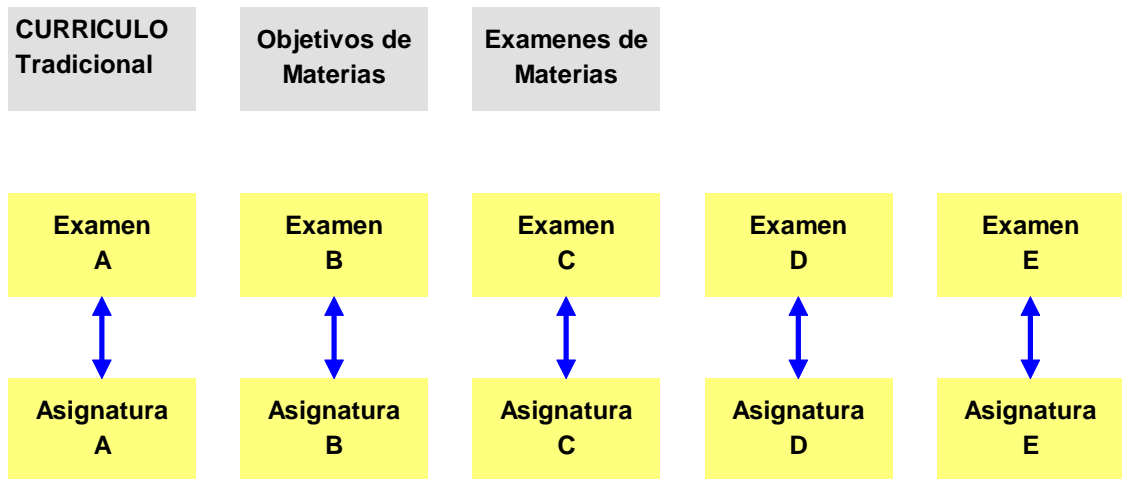 CURRICULO
Tradicional
Objetivos de
Materias
Examenes de
Materias
Examen
A
Examen
B
Examen
C
Examen
D
Examen
E
Asignatura
A
Asignatura
B
Asignatura
C
Asignatura
D
Asignatura
E